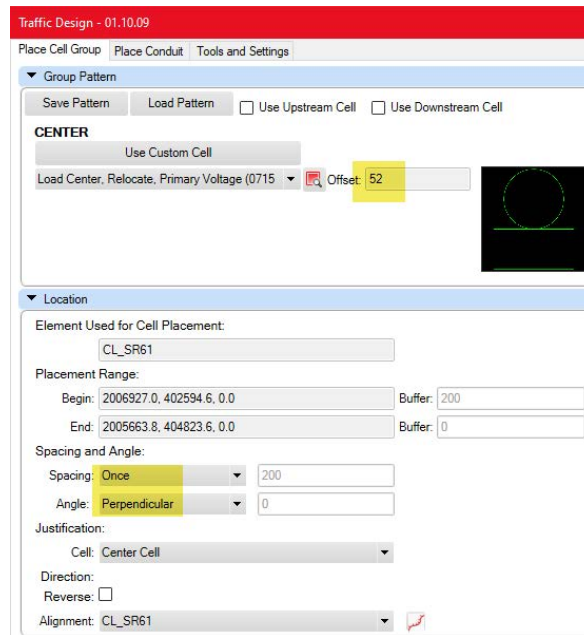 Traffic Design - 01.10.09
Place Cell Group Place Conduit Tools and Settings
Group Pattern
Save Pattern Load Pattern Use Upstream Cell Use Downstream Cell
CENTER
Use Custom Cell
Load Center, Relocate, Primary Voltage (0715 Offset: 52
Location
Element Used for Cell Placement:
CL_SR61
Placement Range:
Begin: 2006927.0, 402594.6, 0.0 Buffer: 200
End: 2005663.8, 404823.6, 0.0 Buffer: 0
Spacing and Angle:
Spacing: Once 200
Angle: Perpendicular 0
Justification:
Cell: Center Cell
Direction:
Reverse:
Alignment: CL_SR61